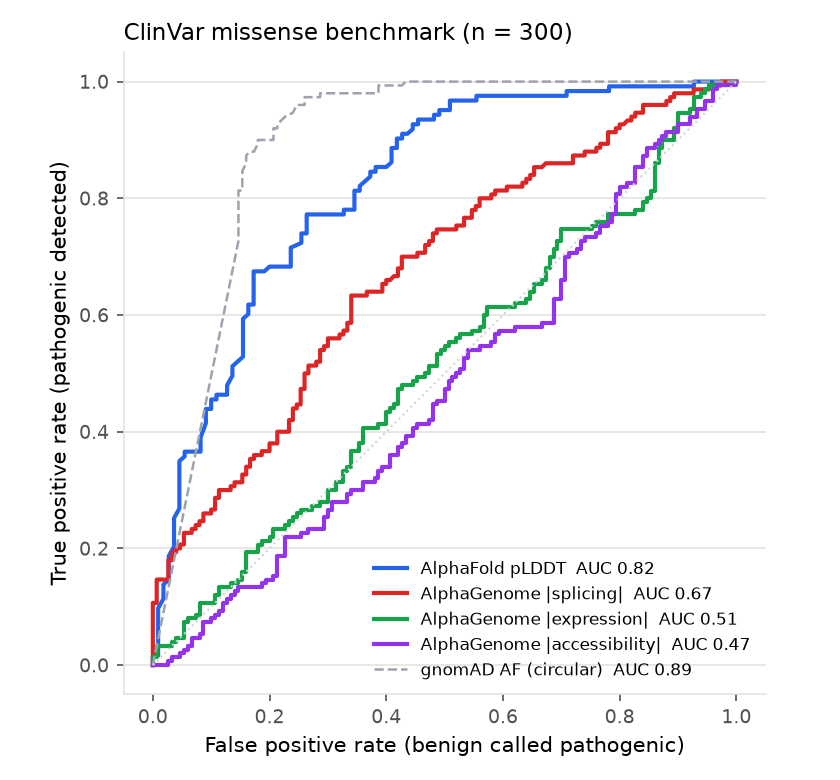 ClinVar missense benchmark (n = 300)
True positive rate (pathogenic detected)
1.0
0.8
0.6
0.4
0.2
0.0
AlphaFold pLDDT  AUC 0.82
AlphaGenome |splicing|  AUC 0.67
AlphaGenome |expression|  AUC 0.51
AlphaGenome |accessibility|  AUC 0.47
gnomAD AF (circular)  AUC 0.89
0.0 0.2 0.4 0.6 0.8 1.0
False positive rate (benign called pathogenic)